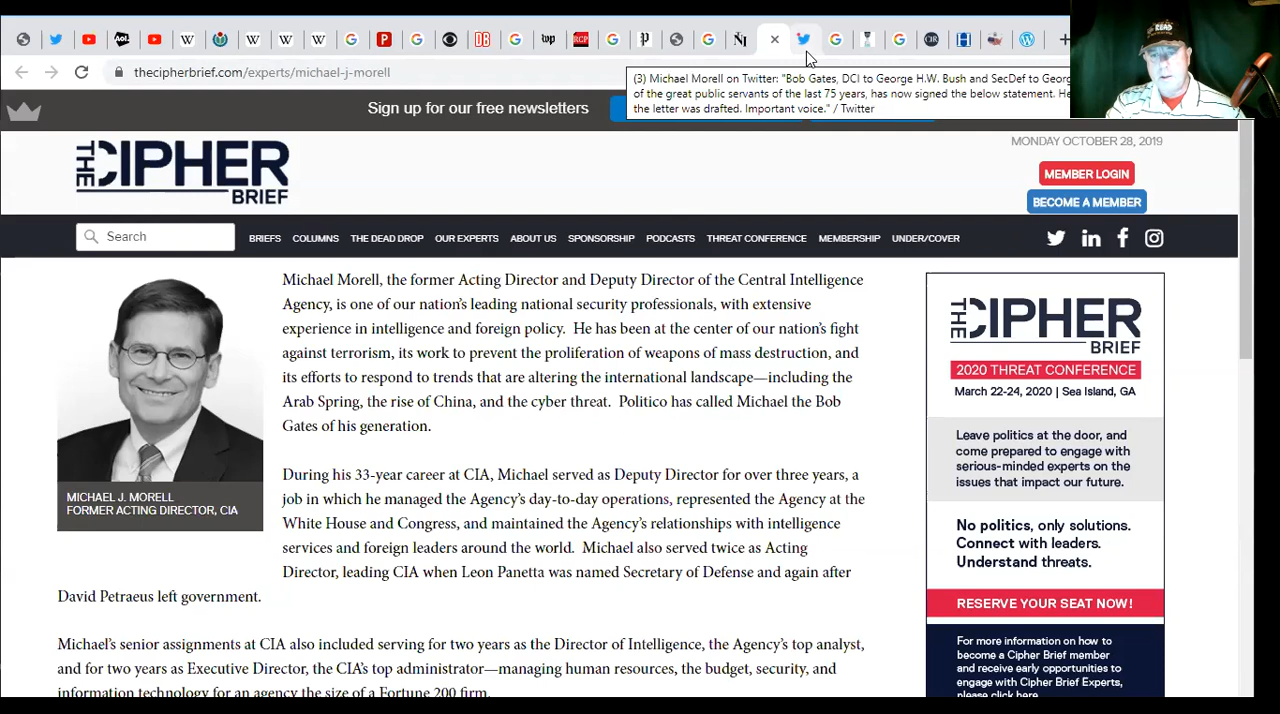 thecipherbrief.com/experts/michael-j-morell
(3) Michael Morell on Twitter: "Bob Gates, DCI to George H.W. Bush and SecDef to Georg
of the great public servants of the last 75 years, has now signed the below statement. He
the letter was drafted. Important voice." / Twitter
Sign up for our free newsletters
MONDAY OCTOBER 28, 2019
THE CIPHER
BRIEF
MEMBER LOGIN
BECOME A MEMBER
Search
BRIEFS COLUMNS THE DEAD DROP OUR EXPERTS ABOUT US SPONSORSHIP PODCASTS THREAT CONFERENCE MEMBERSHIP UNDER/COVER
Michael Morell, the former Acting Director and Deputy Director of the Central Intelligence
Agency, is one of our nation's leading national security professionals, with extensive
experience in intelligence and foreign policy. He has been at the center of our nation's fight
against terrorism, its work to prevent the proliferation of weapons of mass destruction, and
its efforts to respond to trends that are altering the international landscape—including the
Arab Spring, the rise of China, and the cyber threat. Politico has called Michael the Bob
Gates of his generation.
During his 33-year career at CIA, Michael served as Deputy Director for over three years, a
job in which he managed the Agency's day-to-day operations, represented the Agency at the
White House and Congress, and maintained the Agency's relationships with intelligence
services and foreign leaders around the world. Michael also served twice as Acting
Director, leading CIA when Leon Panetta was named Secretary of Defense and again after
David Petraeus left government.
Michael's senior assignments at CIA also included serving for two years as the Director of Intelligence, the Agency's top analyst,
and for two years as Executive Director, the CIA's top administrator—managing human resources, the budget, security, and
information technology for an agency the size of a Fortune 200 firm.
MICHAEL J. MORELL
FORMER ACTING DIRECTOR, CIA
THE CIPHER
BRIEF
2020 THREAT CONFERENCE
March 22-24, 2020 | Sea Island, GA
Leave politics at the door, and
come prepared to engage with
serious-minded experts on the
issues that impact our future.
No politics, only solutions.
Connect with leaders.
Understand threats.
RESERVE YOUR SEAT NOW!
For more information on how to
become a Cipher Brief member
and receive early opportunities to
engage with Cipher Brief Experts,
please click here